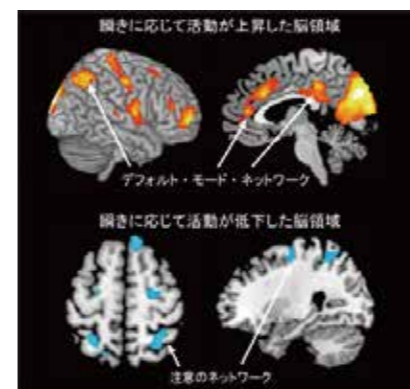 瞬きに応じて活動が上昇した脳領域
デフォルト・モード・ネットワーク
瞬きに応じて活動が低下した脳領域
注意のネットワーク